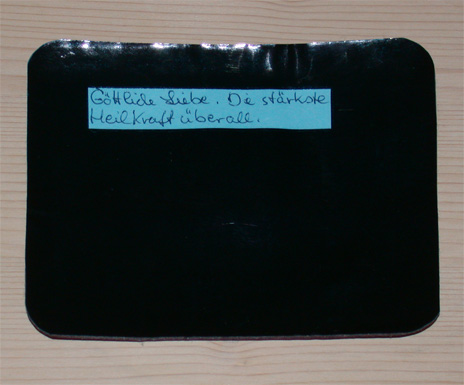 Göttliche Liebe. Die stärkste
Heilkraft überall.